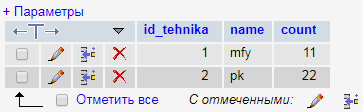 + Параметры
id_tehnika name count
1 mfy 11
2 pk 22
Отметить все С отмеченными: